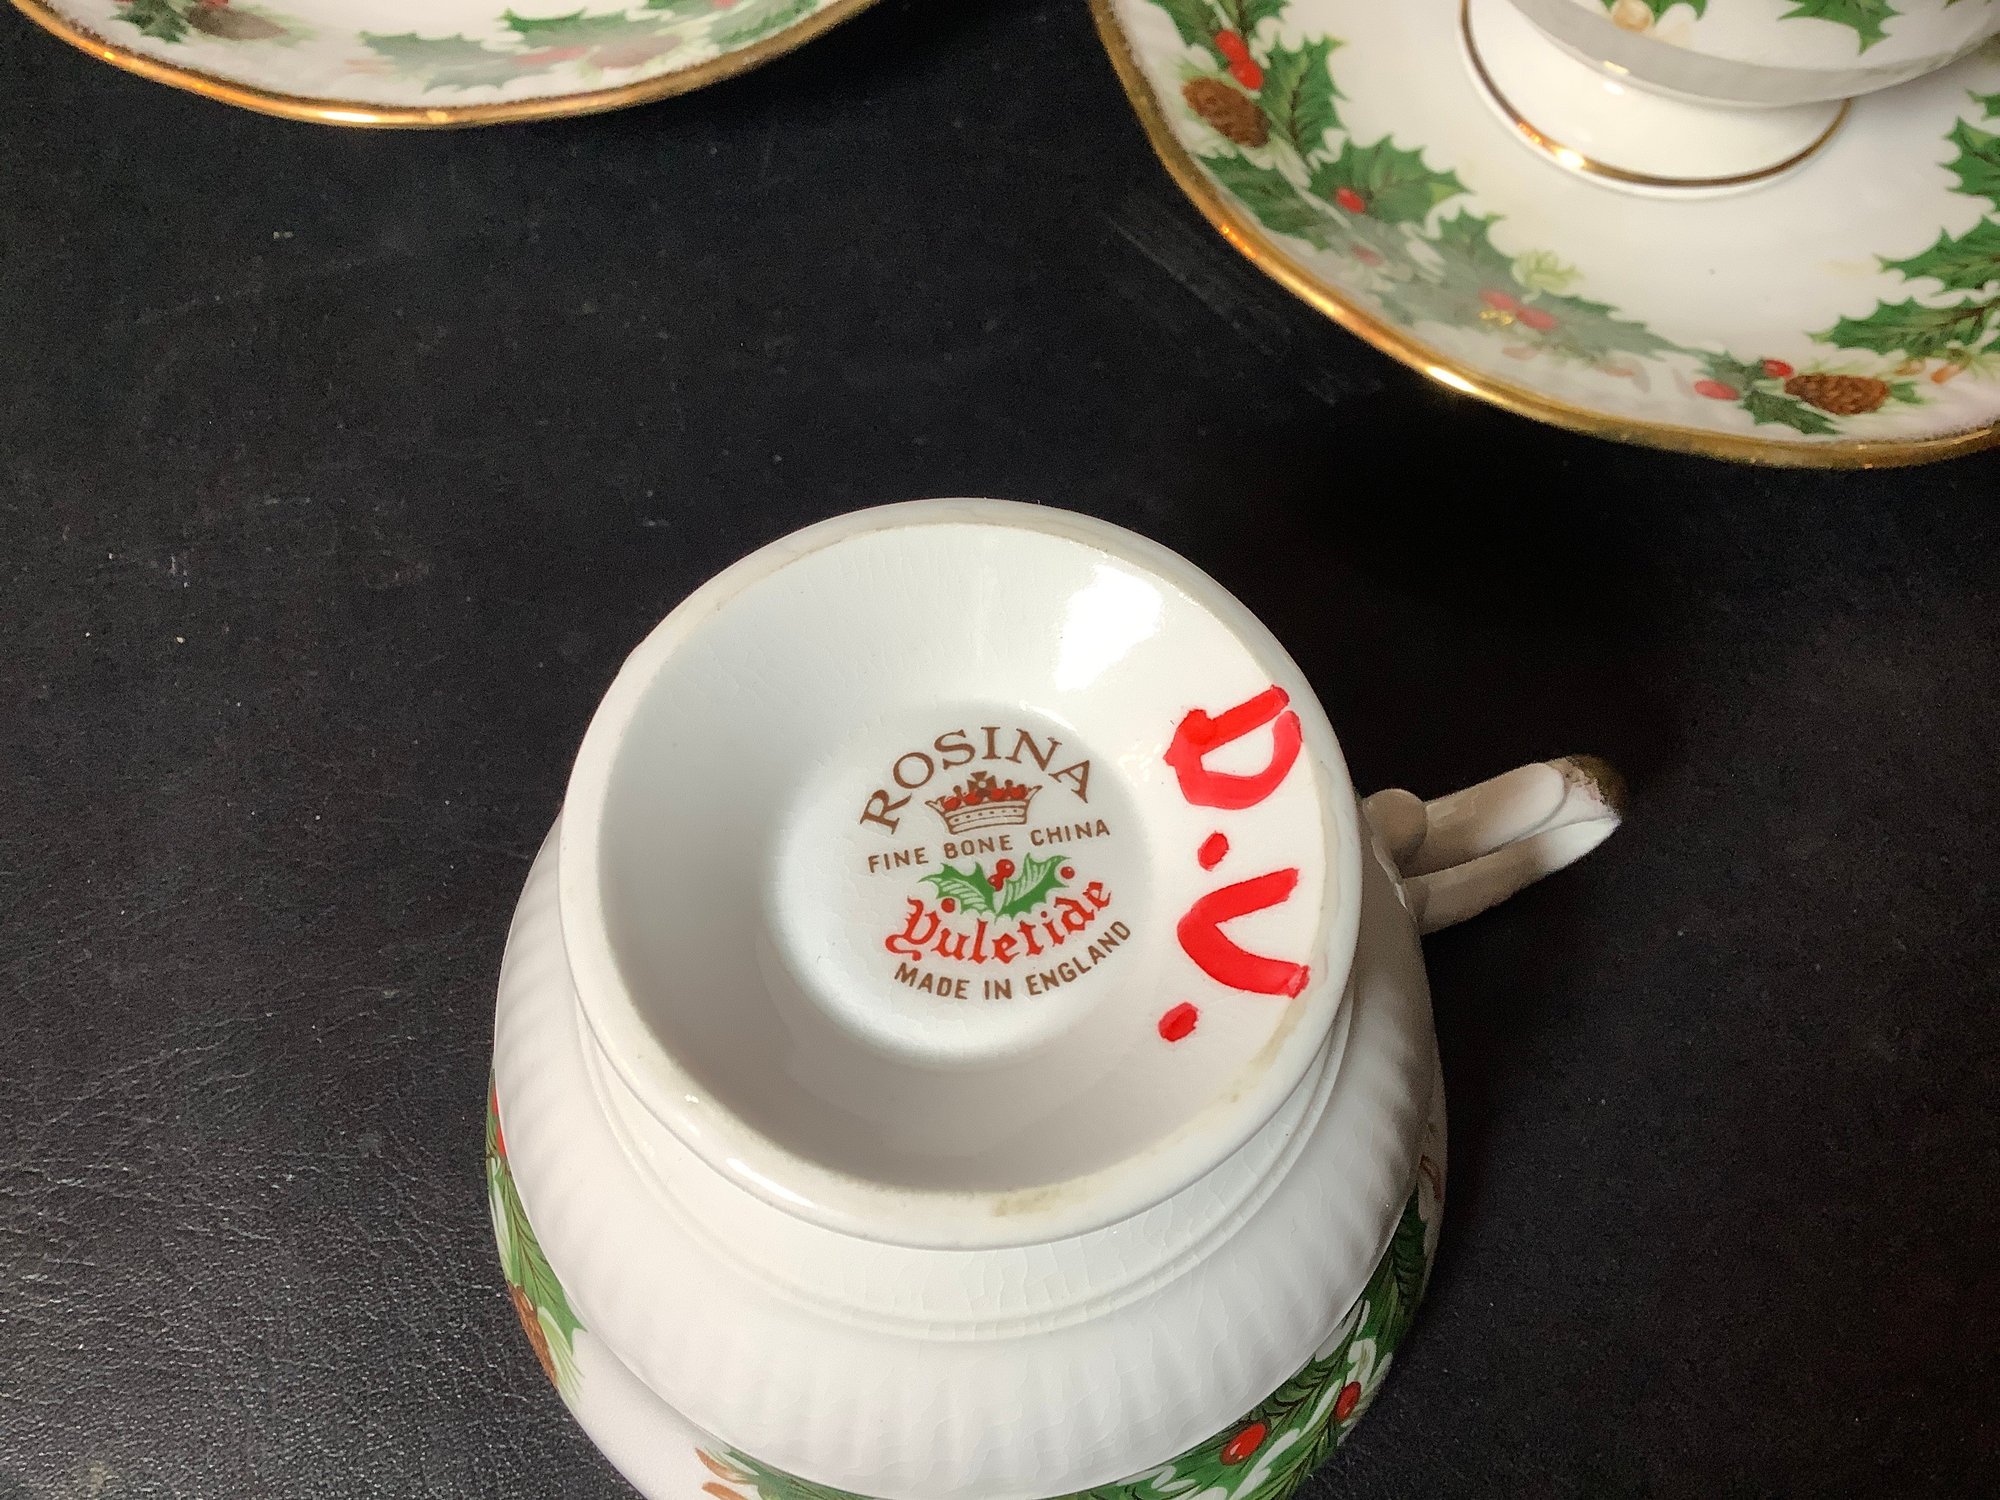 ROSINA
FINE BONE CHINA
Yuletide
MADE IN ENGLAND
D.V.